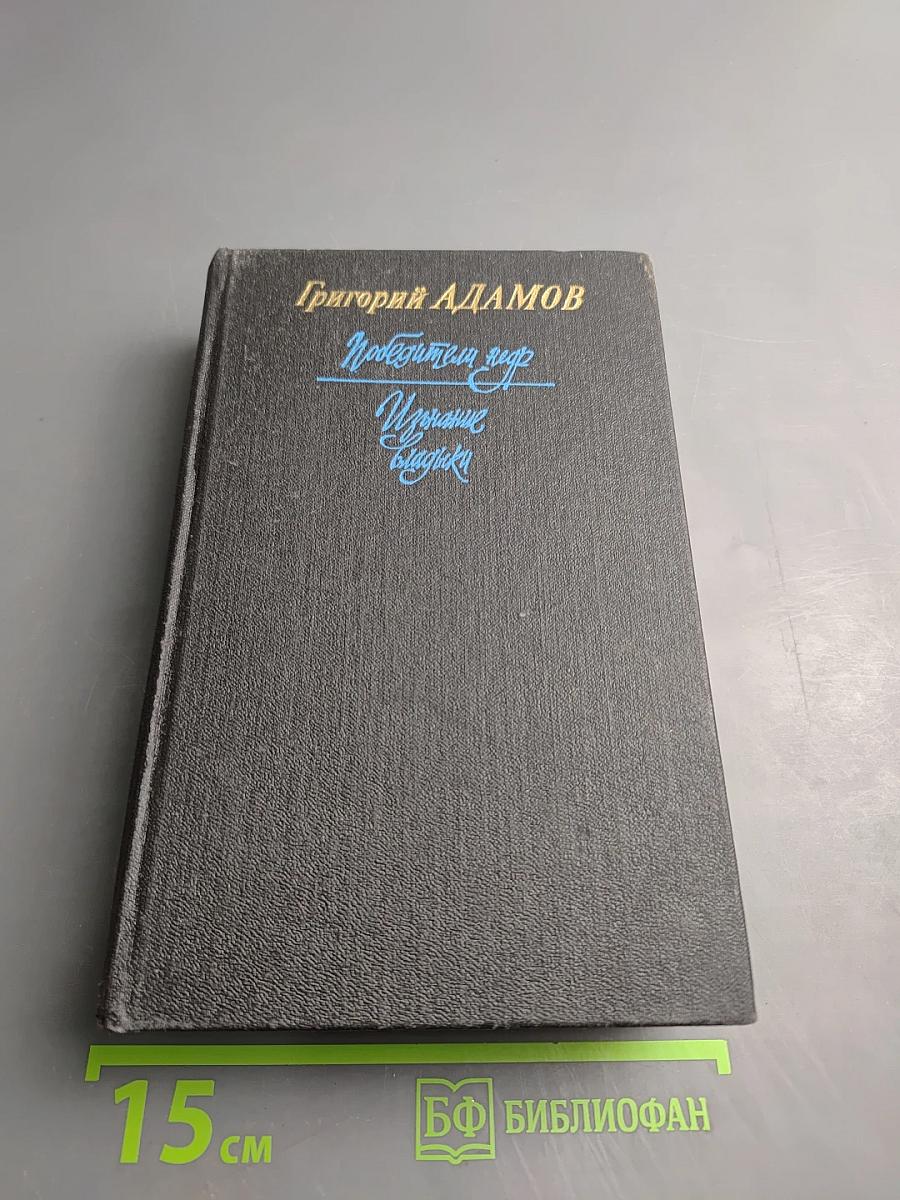 Григорий АДАМОВ
Победители недр
Изгнание
владыки
15 см
БФ БИБЛИОФАН